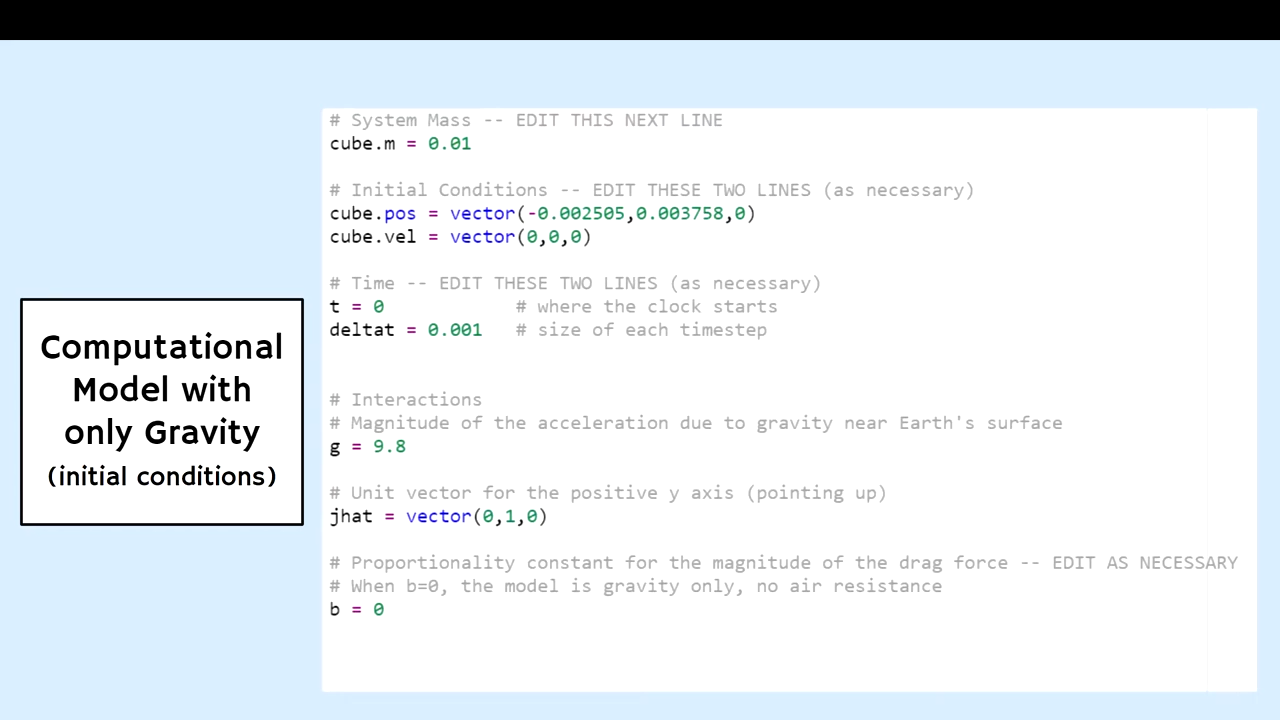 Computational
Model with
only Gravity
(initial conditions)
# System Mass -- EDIT THIS NEXT LINE
cube.m = 0.01
# Initial Conditions -- EDIT THESE TWO LINES (as necessary)
cube.pos = vector(-0.002505,0.003758,0)
cube.vel = vector(0,0,0)
# Time -- EDIT THESE TWO LINES (as necessary)
t = 0 # where the clock starts
deltat = 0.001 # size of each timestep
# Interactions
# Magnitude of the acceleration due to gravity near Earth's surface
g = 9.8
# Unit vector for the positive y axis (pointing up)
jhat = vector(0,1,0)
# Proportionality constant for the magnitude of the drag force -- EDIT AS NECESSARY
# When b=0, the model is gravity only, no air resistance
b = 0